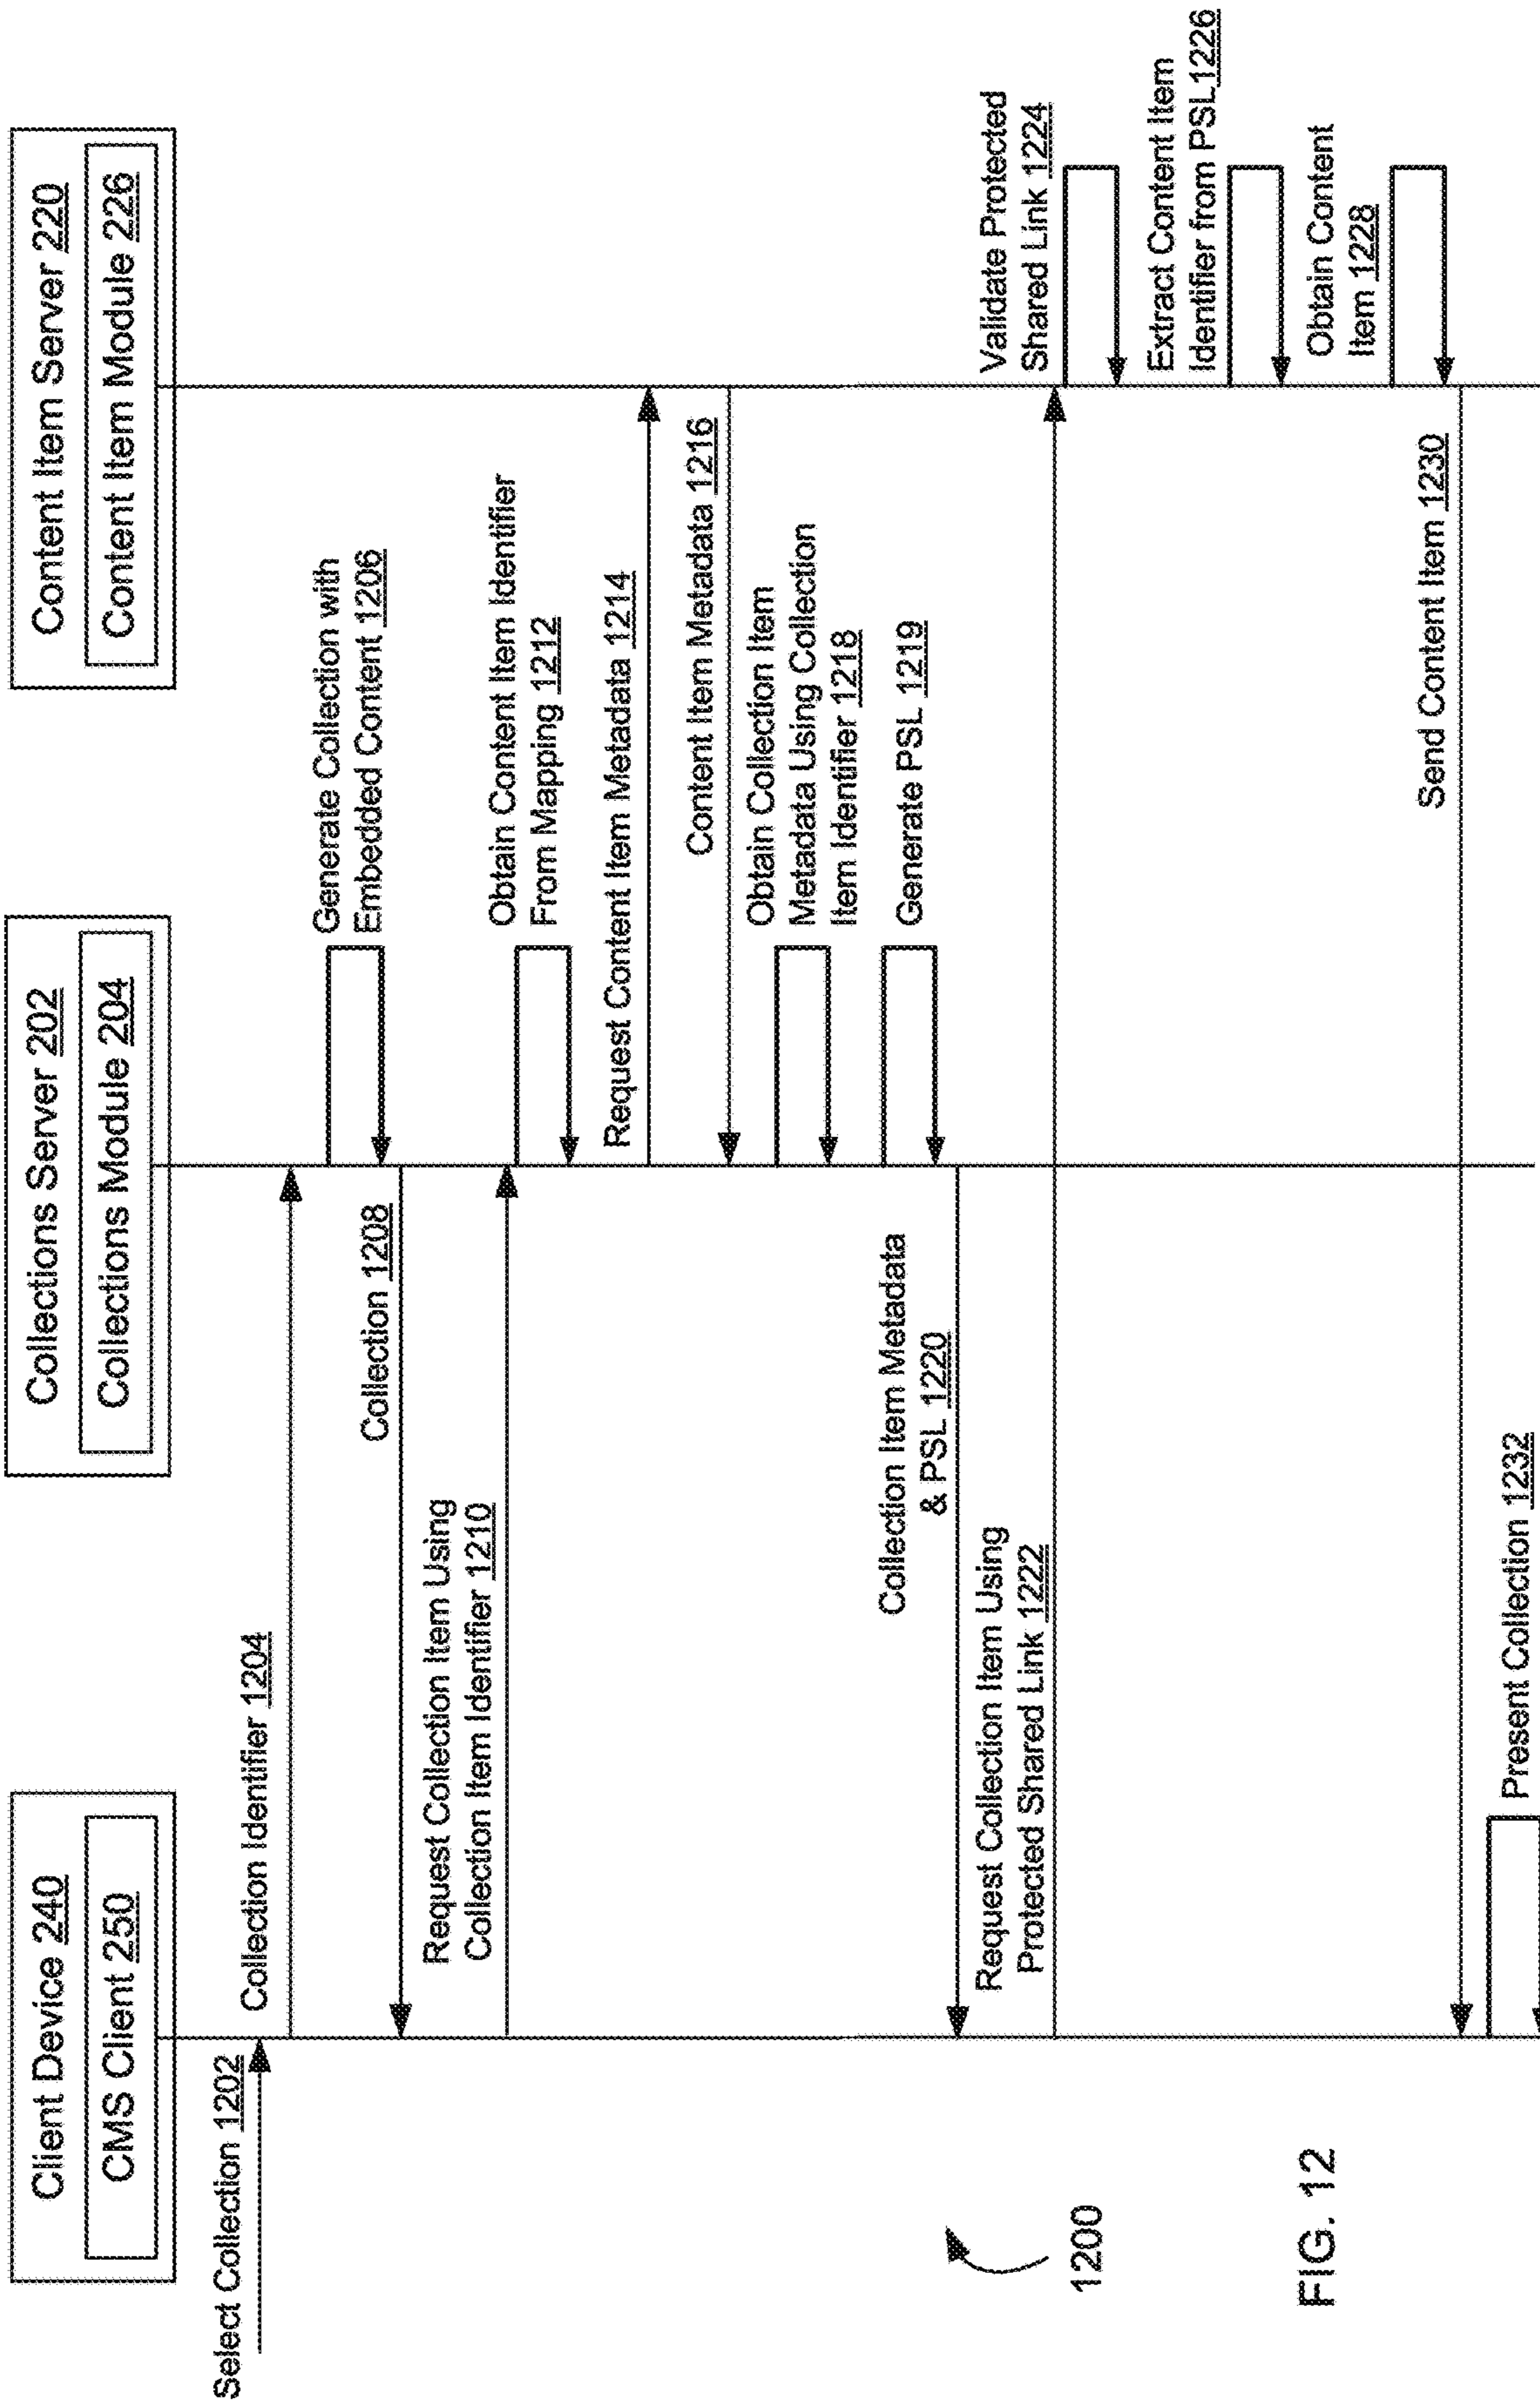 Client Device 240
CMS Client 250
Collections Server 202
Collections Module 204
Content Item Server 220
Content Item Module 226
Select Collection 1202
Collection Identifier 1204
Generate Collection with
Embedded Content 1206
Collection 1208
Request Collection Item Using
Collection Item Identifier 1210
Obtain Content Item Identifier
From Mapping 1212
Request Content Item Metadata 1214
Content Item Metadata 1216
Obtain Collection Item
Metadata Using Collection
Item Identifier 1218
Generate PSL 1219
Collection Item Metadata
& PSL 1220
Request Collection Item Using
Protected Shared Link 1222
Validate Protected
Shared Link 1224
Extract Content Item
Identifier from PSL1226
Obtain Content
Item 1228
Send Content Item 1230
Present Collection 1232
1200
FIG. 12